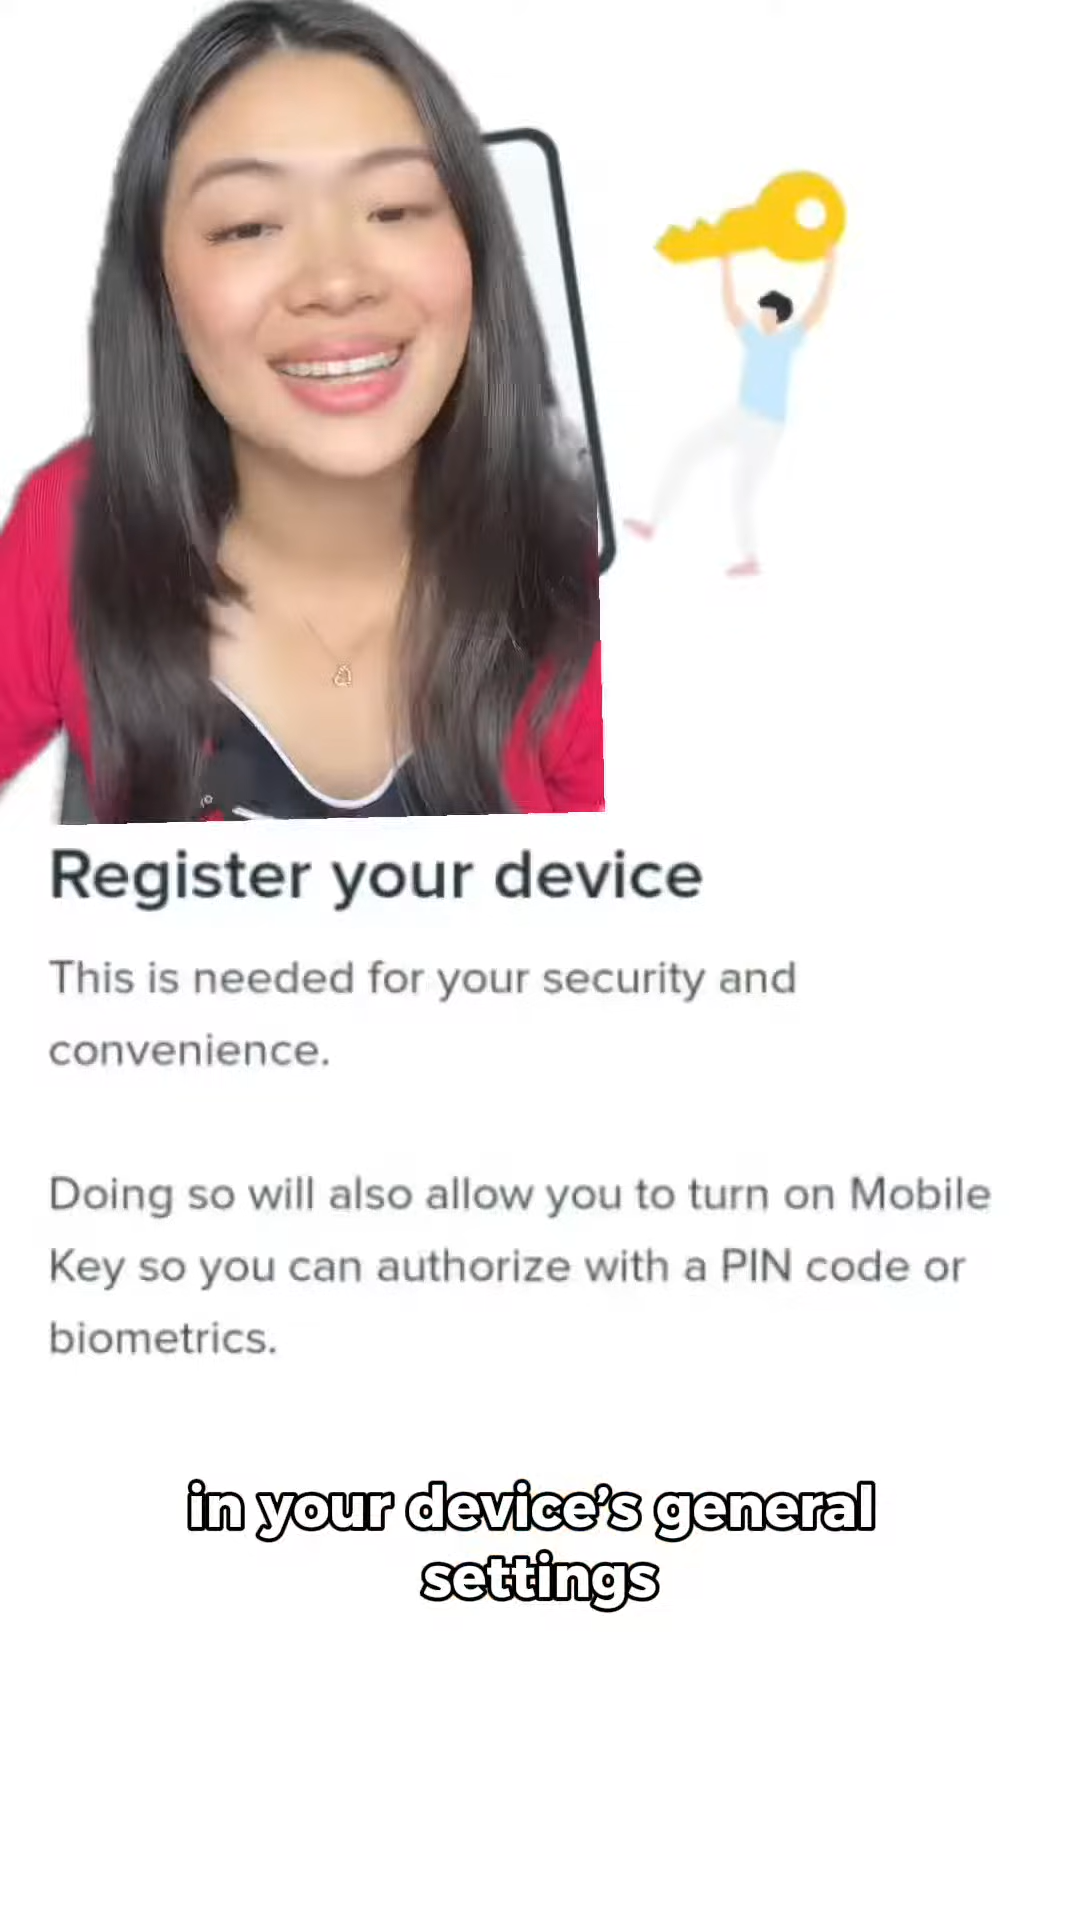 Register your device
This is needed for your security and
convenience.
Doing so will also allow you to turn on Mobile
Key so you can authorize with a PIN code or
biometrics.
in your device's general
settings